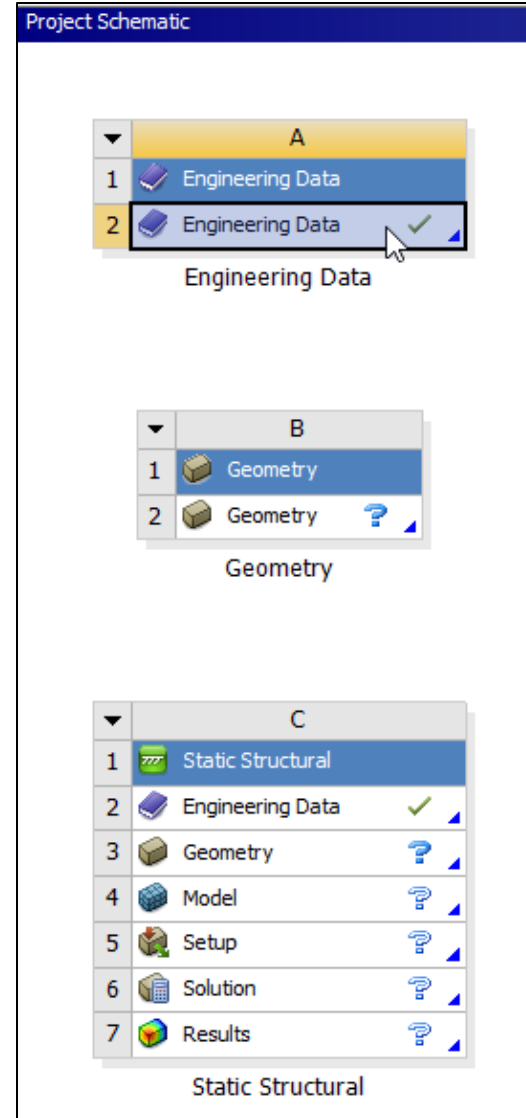 Project Schematic
A
1 Engineering Data
2 Engineering Data
Engineering Data
B
1 Geometry
2 Geometry ?
Geometry
C
1 Static Structural
2 Engineering Data
3 Geometry ?
4 Model ?
5 Setup ?
6 Solution ?
7 Results ?
Static Structural